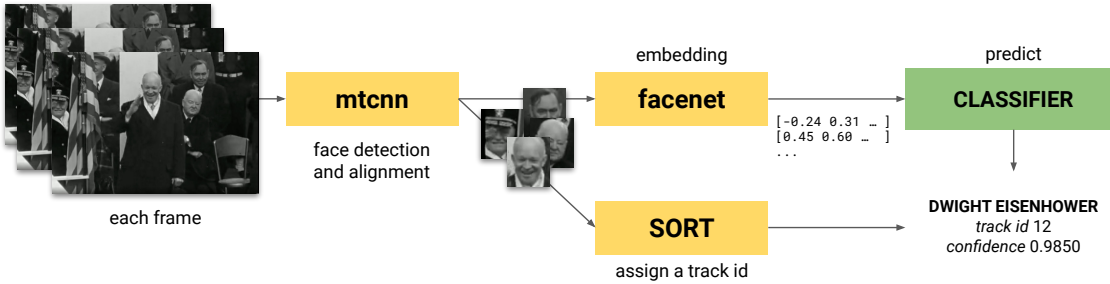 each frame
mtcnn
face detection
and alignment
embedding
facenet
[-0.24 0.31 … ]
[0.45 0.60 … ]
...
SORT
assign a track id
predict
CLASSIFIER
DWIGHT EISENHOWER
track id 12
confidence 0.9850